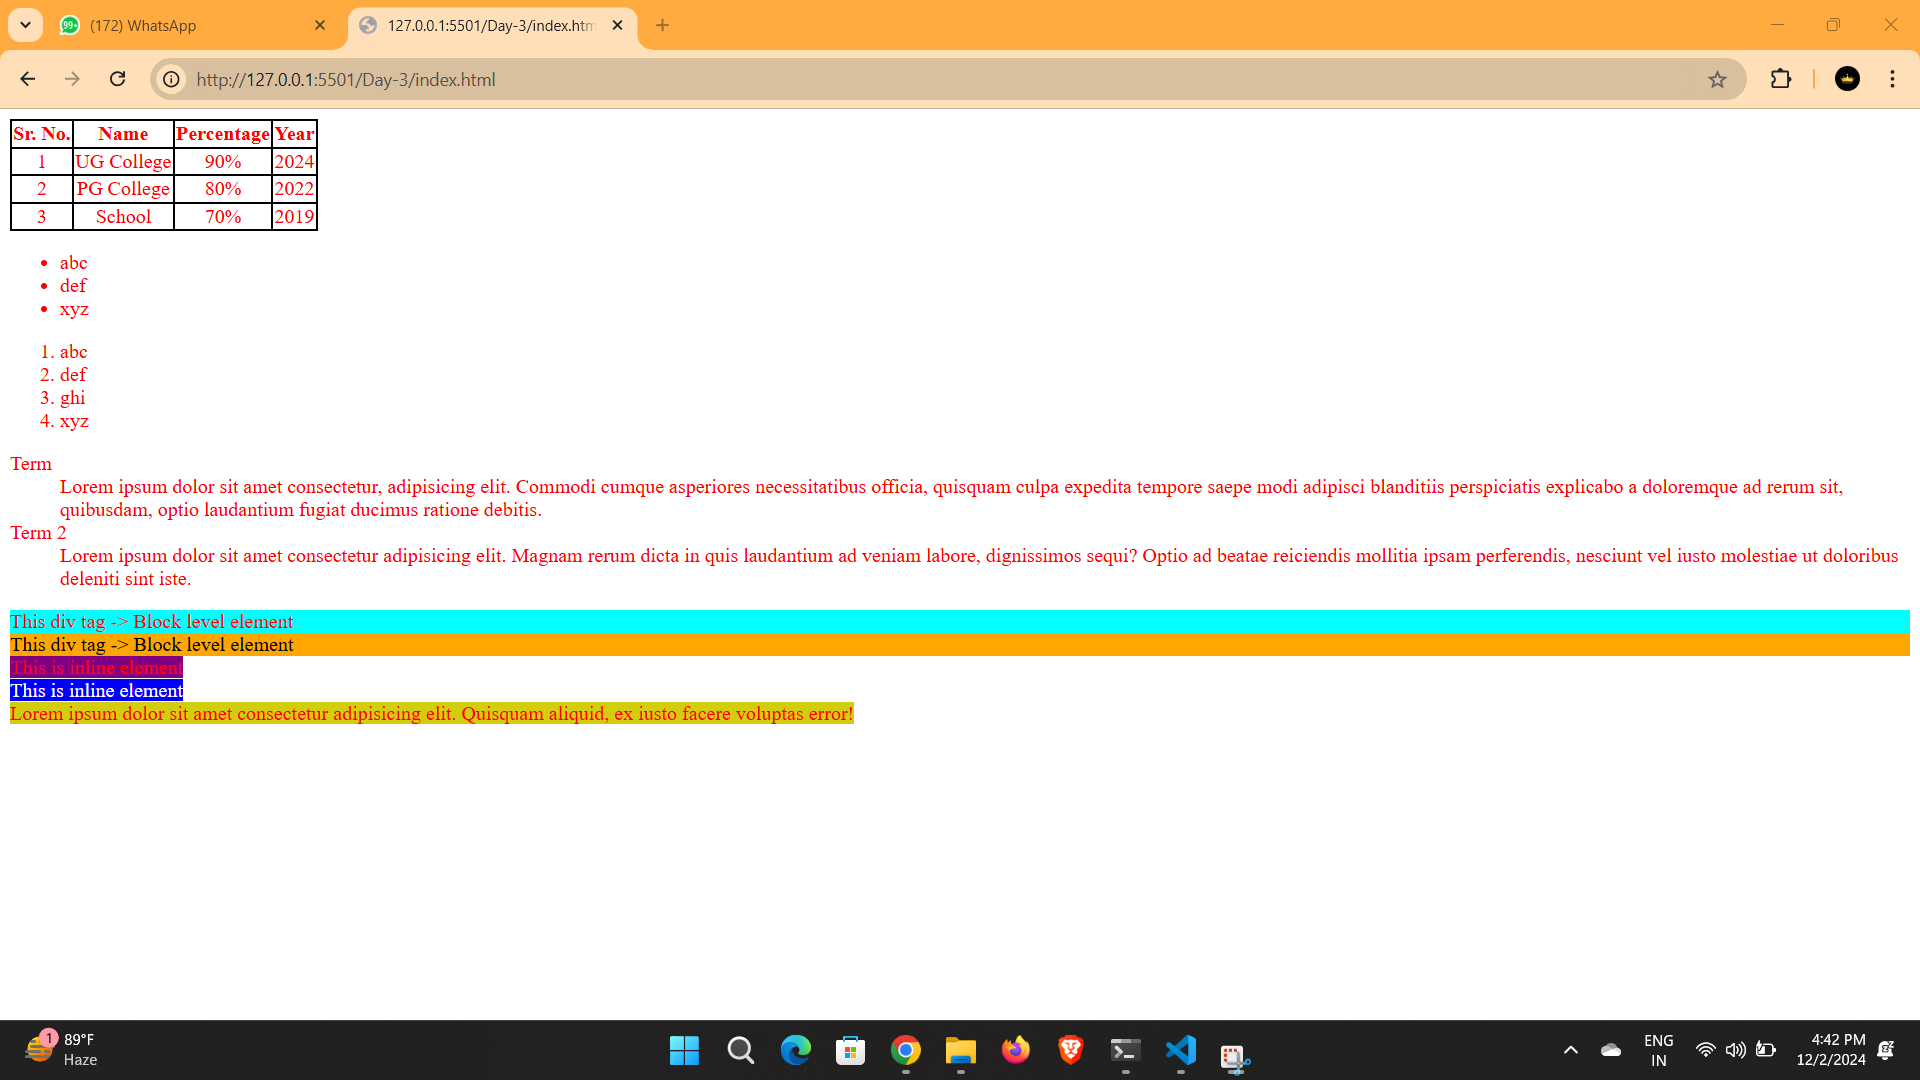 99+ (172) WhatsApp
127.0.0.1:5501/Day-3/index.htm
http://127.0.0.1:5501/Day-3/index.html
Sr. No. Name Percentage Year
1 UG College 90% 2024
2 PG College 80% 2022
3 School 70% 2019
• abc
• def
• xyz
1. abc
2. def
3. ghi
4. xyz
Term
Lorem ipsum dolor sit amet consectetur, adipisicing elit. Commodi cumque asperiores necessitatibus officia, quisquam culpa expedita tempore saepe modi adipisci blanditiis perspiciatis explicabo a doloremque ad rerum sit,
quibusdam, optio laudantium fugiat ducimus ratione debitis.
Term 2
Lorem ipsum dolor sit amet consectetur adipisicing elit. Magnam rerum dicta in quis laudantium ad veniam labore, dignissimos sequi? Optio ad beatae reiciendis mollitia ipsam perferendis, nesciunt vel iusto molestiae ut doloribus
deleniti sint iste.
This div tag -> Block level element
This div tag -> Block level element
This is inline element
This is inline element
Lorem ipsum dolor sit amet consectetur adipisicing elit. Quisquam aliquid, ex iusto facere voluptas error!
1 89°F
Haze
ENG
IN
4:42 PM
12/2/2024